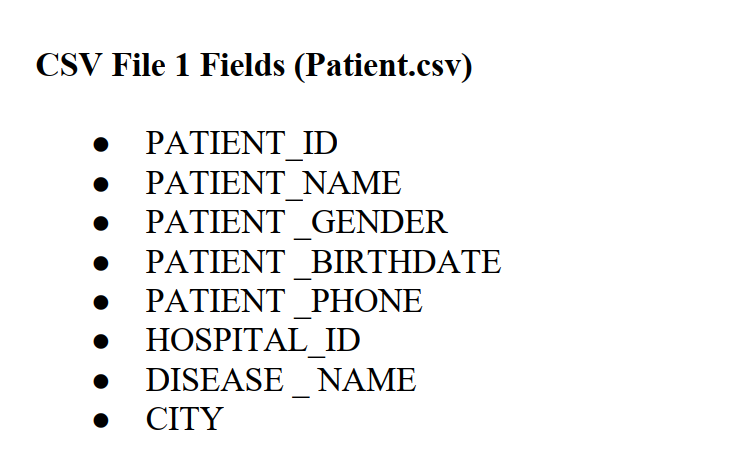 CSV File 1 Fields (Patient.csv)
● PATIENT_ID
● PATIENT_NAME
● PATIENT _GENDER
● PATIENT _BIRTHDATE
● PATIENT _PHONE
● HOSPITAL_ID
● DISEASE _ NAME
● CITY